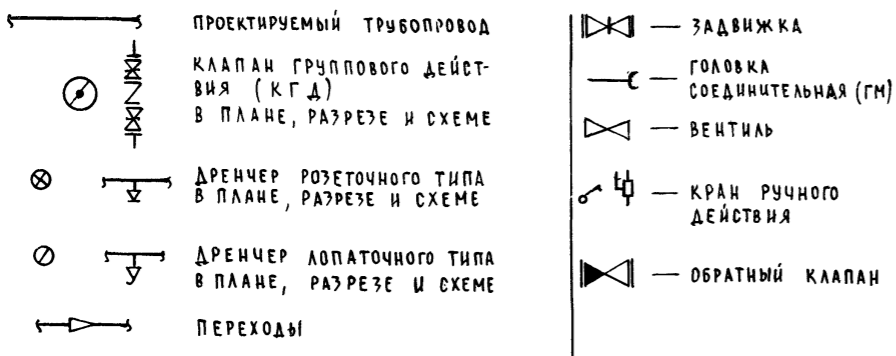 ПРОЕКТИРУЕМЫЙ ТРУБОПРОВОД
КЛАПАН ГРУППОВОГО ДЕЙСТ-
ВИЯ (КГД)
В ПЛАНЕ, РАЗРЕЗЕ И СХЕМЕ
ДРЕНЧЕР РОЗЕТОЧНОГО ТИПА
В ПЛАНЕ, РАЗРЕЗЕ И СХЕМЕ
ДРЕНЧЕР ЛОПАТОЧНОГО ТИПА
В ПЛАНЕ, РАЗРЕЗЕ И СХЕМЕ
ПЕРЕХОДЫ
— ЗАДВИЖКА
— ГОЛОВКА
СОЕДИНИТЕЛЬНАЯ (ГМ)
— ВЕНТИЛЬ
— КРАН РУЧНОГО
ДЕЙСТВИЯ
— ОБРАТНЫЙ КЛАПАН